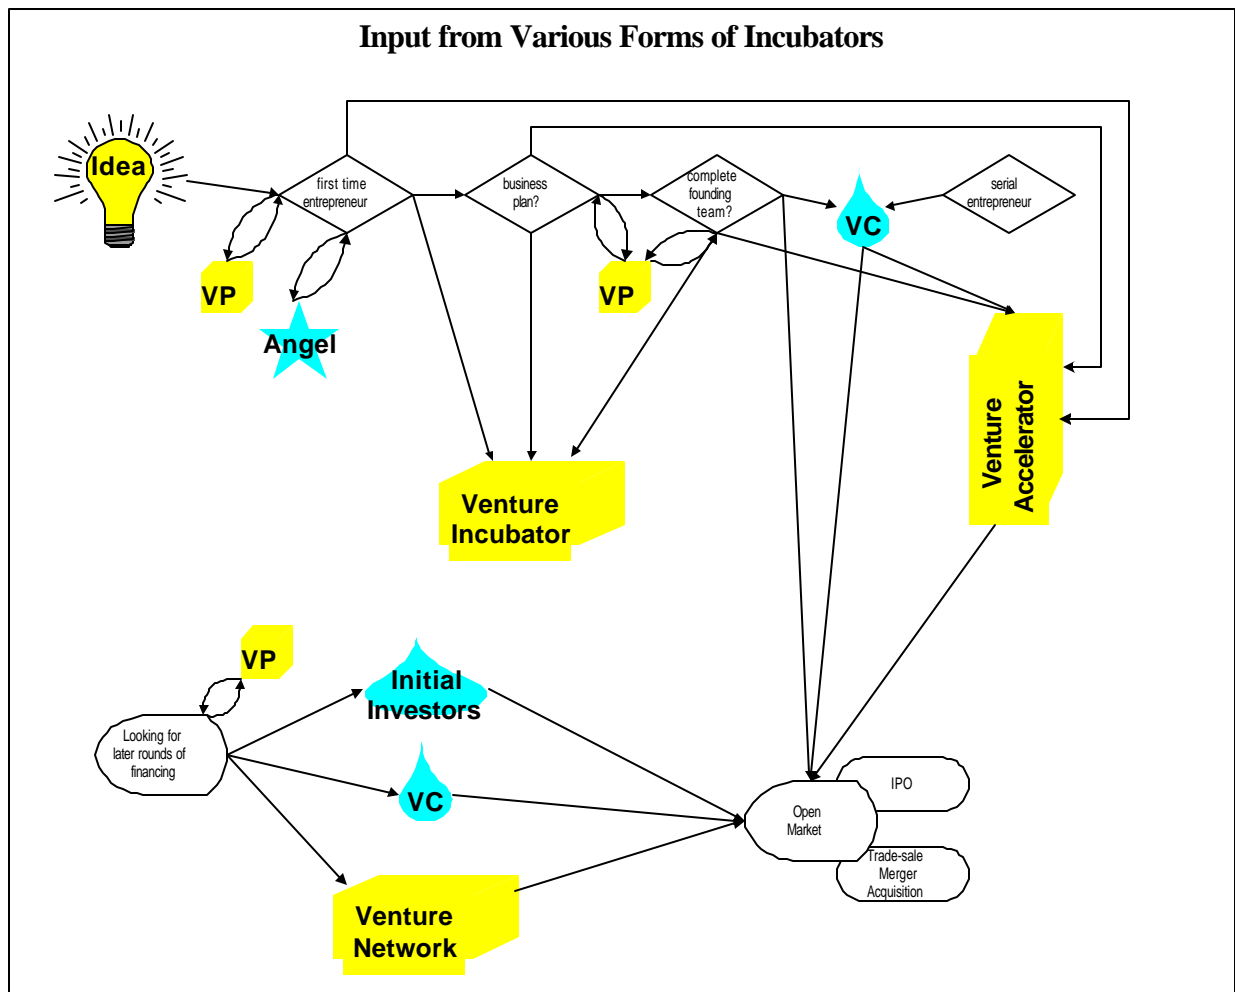 Input from Various Forms of Incubators
Idea
first time
entrepreneur
business
plan?
complete
founding
team?
VC
serial
entrepreneur
VP
VP
Angel
Venture
Accelerator
Venture
Incubator
VP
Initial
Investors
Looking for
later rounds of
financing
VC
IPO
Open
Market
Trade-sale
Merger
Acquisition
Venture
Network